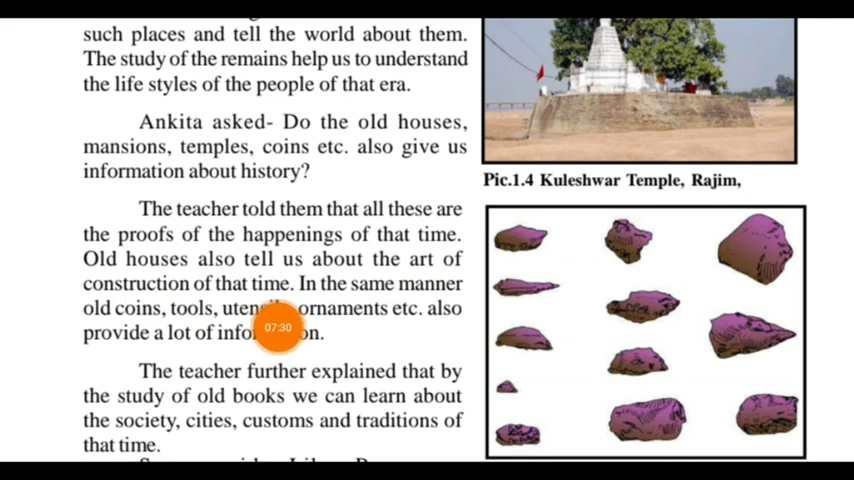 such places and tell the world about them.
The study of the remains help us to understand
the life styles of the people of that era.
Ankita asked- Do the old houses,
mansions, temples, coins etc. also give us
information about history?
The teacher told them that all these are
the proofs of the happenings of that time.
Old houses also tell us about the art of
construction of that time. In the same manner
old coins, tools, ornaments etc. also
provide a lot of
07:30
The teacher further explained that by
the study of old books we can learn about
the society, cities, customs and traditions of
that time.
Pic.1.4 Kuleshwar Temple, Rajim,